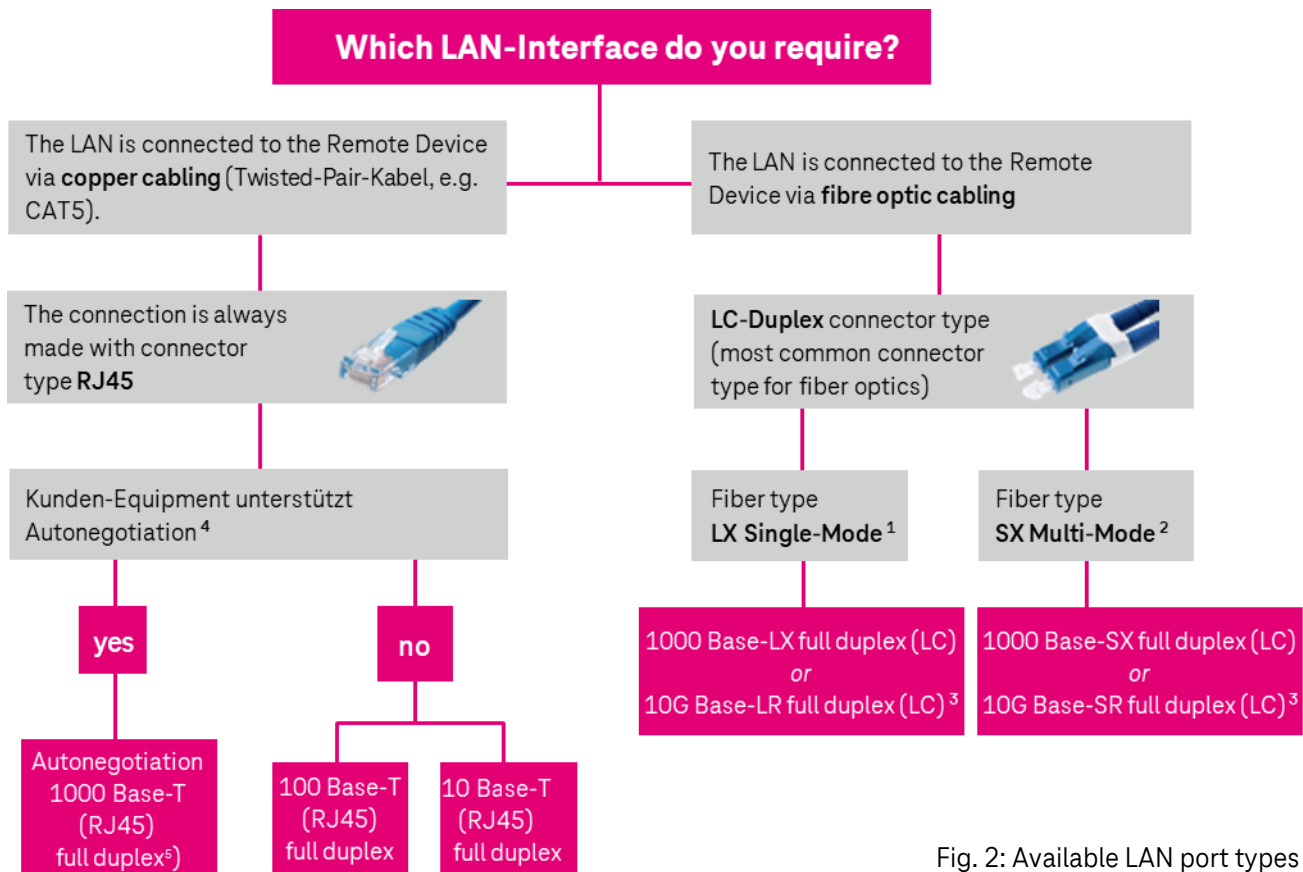 Which LAN-Interface do you require?
The LAN is connected to the Remote Device
via copper cabling (Twisted-Pair-Kabel, e.g.
CAT5).
The LAN is connected to the Remote
Device via fibre optic cabling
The connection is always
made with connector
type RJ45
LC-Duplex connector type
(most common connector
type for fiber optics)
Kunden-Equipment unterstützt
Autonegotiation ⁴
Fiber type
LX Single-Mode ¹
Fiber type
SX Multi-Mode ²
yes
no
1000 Base-LX full duplex (LC)
or
10G Base-LR full duplex (LC) ³
1000 Base-SX full duplex (LC)
or
10G Base-SR full duplex (LC) ³
Autonegotiation
1000 Base-T
(RJ45)
full duplex⁵)
100 Base-T
(RJ45)
full duplex
10 Base-T
(RJ45)
full duplex
Fig. 2: Available LAN port types